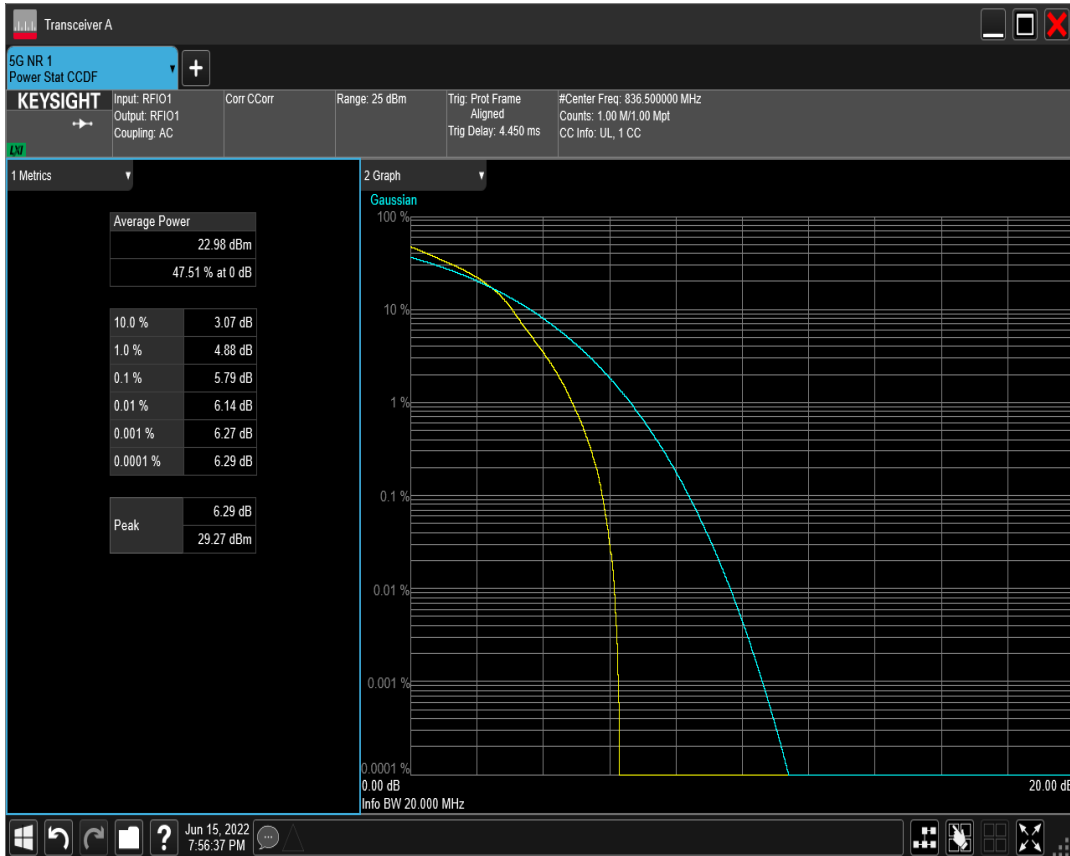 Transceiver A
5G NR 1
Power Stat CCDF
KEYSIGHT
LXI
Input: RFIO1
Output: RFIO1
Coupling: AC
Corr CCorr
Range: 25 dBm
Trig: Prot Frame
Aligned
Trig Delay: 4.450 ms
#Center Freq: 836.500000 MHz
Counts: 1.00 M/1.00 Mpt
CC Info: UL, 1 CC
1 Metrics
Average Power
22.98 dBm
47.51 % at 0 dB
10.0 % 3.07 dB
1.0 % 4.88 dB
0.1 % 5.79 dB
0.01 % 6.14 dB
0.001 % 6.27 dB
0.0001 % 6.29 dB
Peak
6.29 dB
29.27 dBm
2 Graph
Gaussian
100 %
10 %
1 %
0.1 %
0.01 %
0.001 %
0.0001 %
0.00 dB
20.00 dB
Info BW 20.000 MHz
Jun 15, 2022
7:56:37 PM